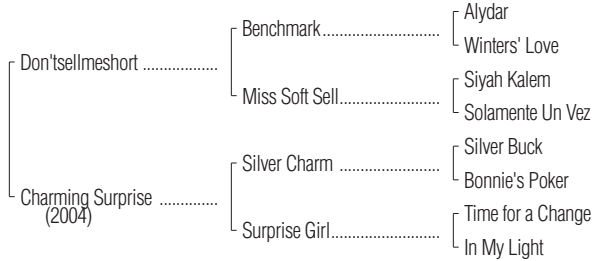 Alydar
Benchmark......................
Winters' Love
Don'tsellmeshort ..................
Siyah Kalem
Miss Soft Sell........................
Solamente Un Vez
Silver Buck
Silver Charm ........................
Bonnie's Poker
Charming Surprise ..............
(2004)
Time for a Change
Surprise Girl..........................
In My Light